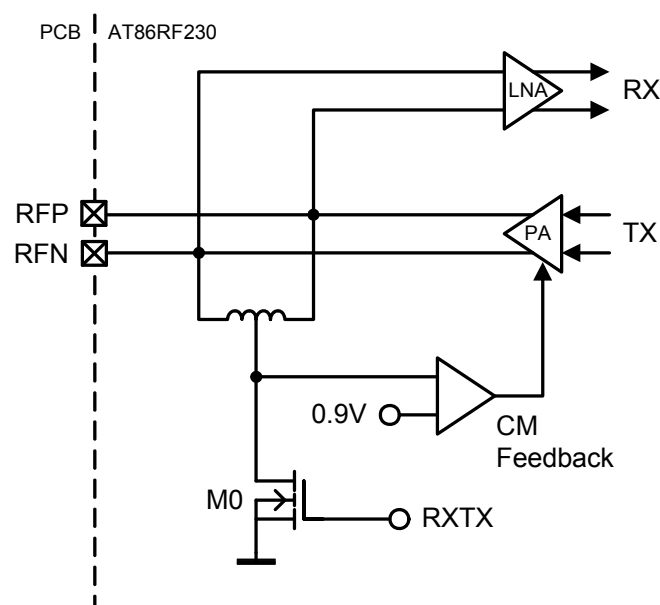 PCB AT86RF230
LNA
RX
RFP
RFN
PA
TX
0.9V
CM
Feedback
M0
RXTX